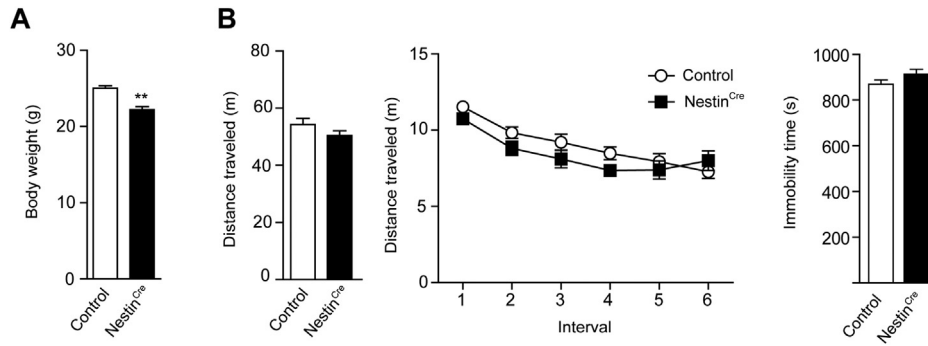 A
B
Body weight (g)
30
20
10
0
**
Control
Nestin^Cre
Distance traveled (m)
80
60
40
20
0
Control
Nestin^Cre
Distance traveled (m)
15
10
5
0
Control
Nestin^Cre
1 2 3 4 5 6
Interval
Immobility time (s)
1000
800
600
400
200
Control
Nestin^Cre